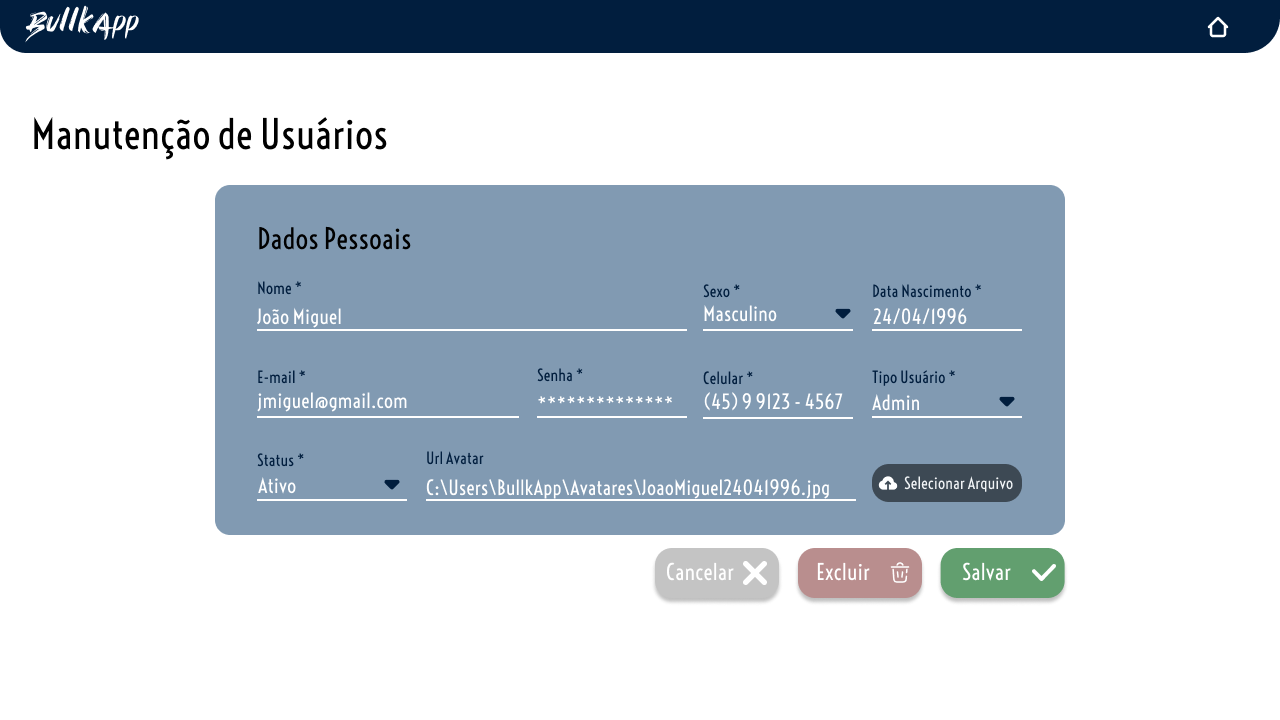 BullkApp
Manutenção de Usuários
Dados Pessoais
Nome *
João Miguel
Sexo *
Masculino
Data Nascimento *
24/04/1996
E-mail *
jmiguel@gmail.com
Senha *
**************
Celular *
(45) 9 9123 - 4567
Tipo Usuário *
Admin
Status *
Ativo
Url Avatar
C:\Users\BullkApp\Avatares\JoaoMiguel24041996.jpg
Selecionar Arquivo
Cancelar
Excluir
Salvar